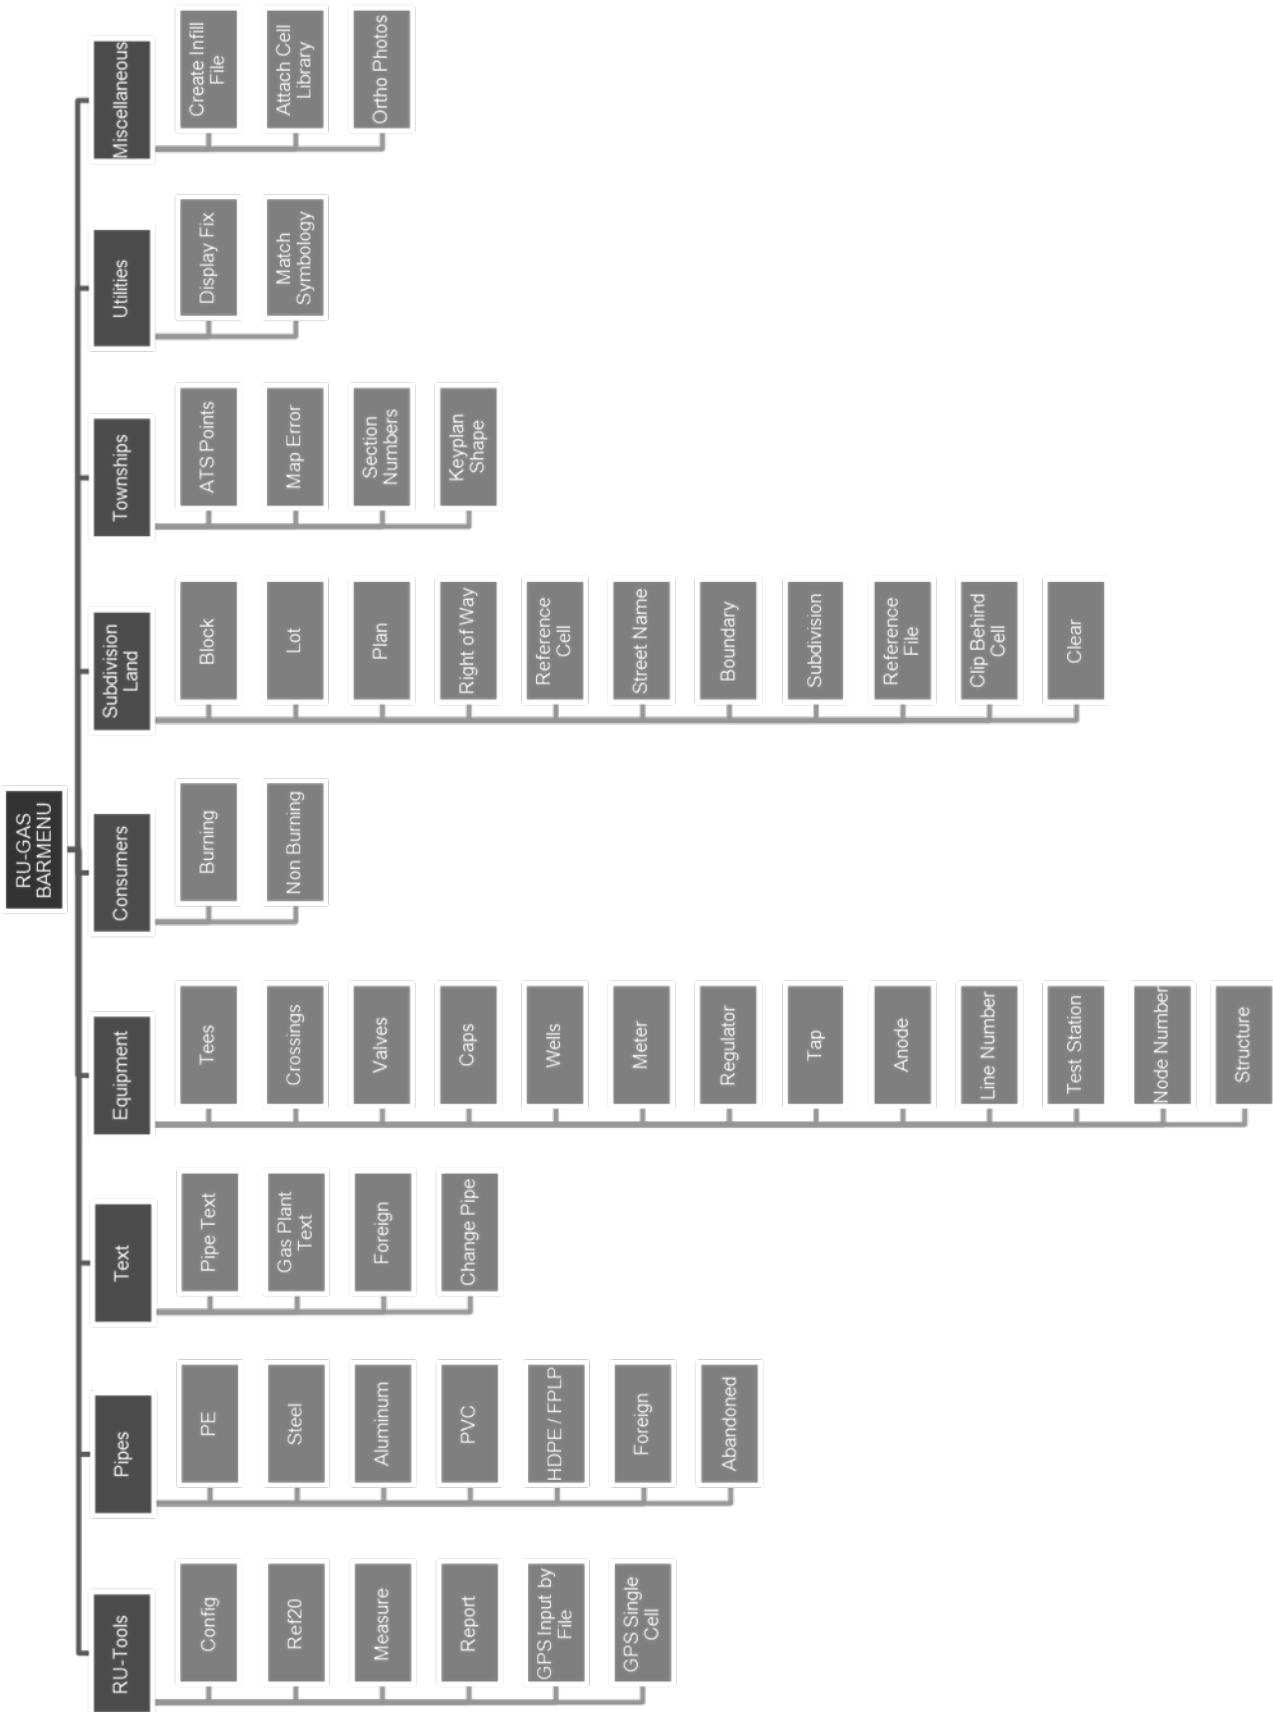 RU-GAS
BARMENU
RU-Tools
Config
Ref20
Measure
Report
GPS Input by
File
GPS Single
Cell
Pipes
PE
Steel
Aluminum
PVC
HDPE / FPLP
Foreign
Abandoned
Text
Pipe Text
Gas Plant
Text
Foreign
Change Pipe
Equipment
Tees
Crossings
Valves
Caps
Wells
Meter
Regulator
Tap
Anode
Line Number
Test Station
Node Number
Structure
Consumers
Burning
Non Burning
Subdivision
Land
Block
Lot
Plan
Right of Way
Reference
Cell
Street Name
Boundary
Subdivision
Reference
File
Clip Behind
Cell
Clear
Townships
ATS Points
Map Error
Section
Numbers
Keyplan
Shape
Utilities
Display Fix
Match
Symbology
Miscellaneous
Create Infill
File
Attach Cell
Library
Ortho Photos